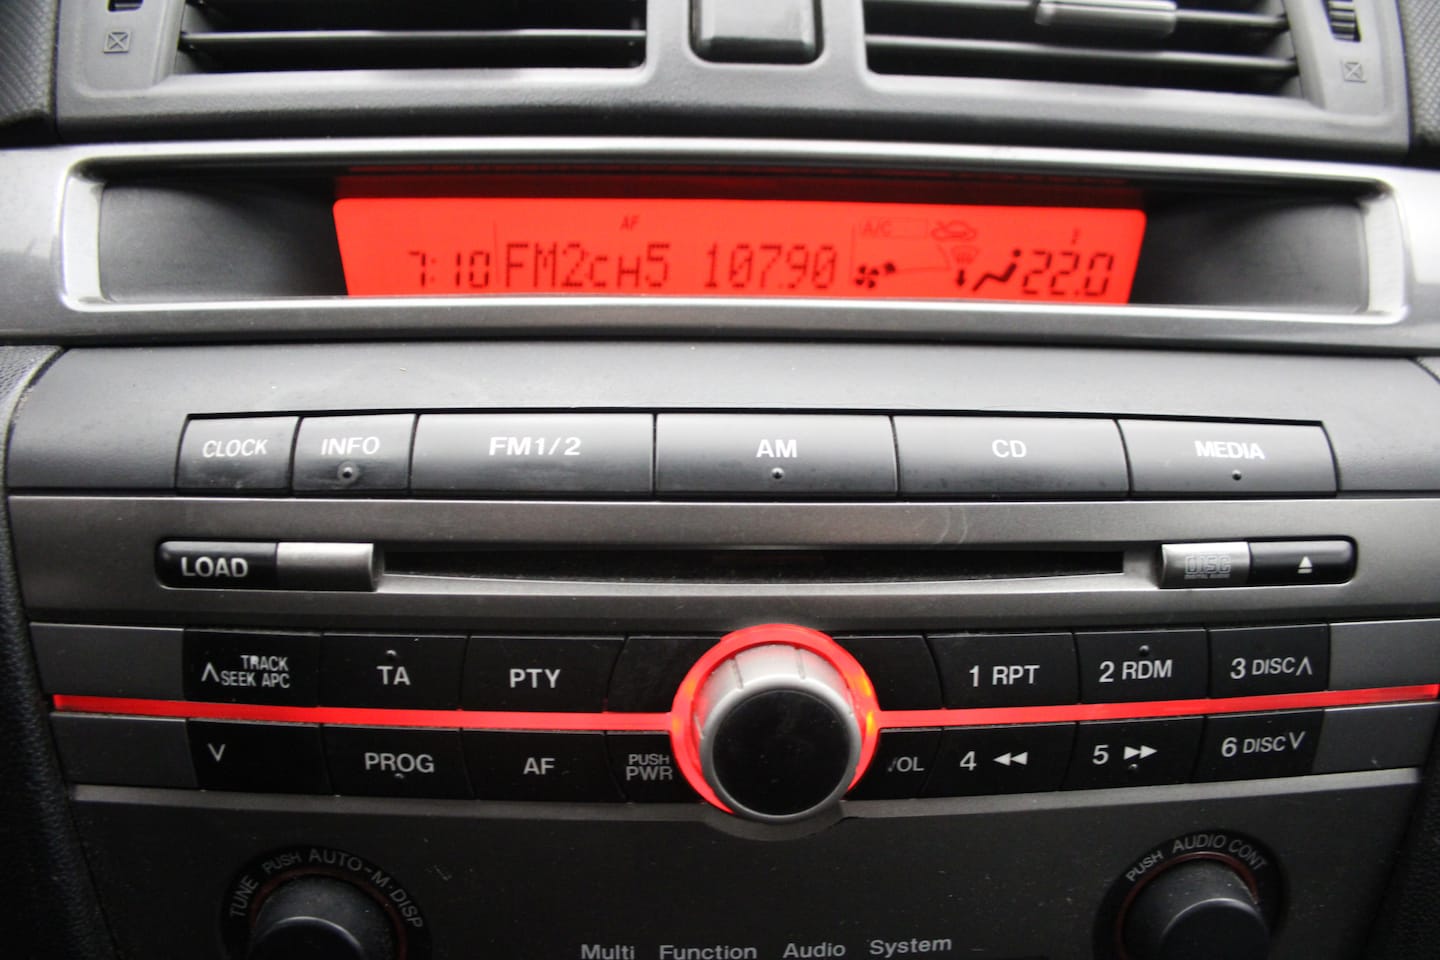 AF
A/C
7:10 FM2CH5 107.90 22.0
CLOCK INFO FM1/2 AM CD MEDIA
LOAD DISC
DIGITAL AUDIO
TRACK
SEEK APC TA PTY 1 RPT 2 RDM 3 DISC
PROG AF PUSH PWR VOL 4 5 6 DISC
TUNE PUSH AUTO-M·DISP
PUSH AUDIO CONT
Multi Function Audio System